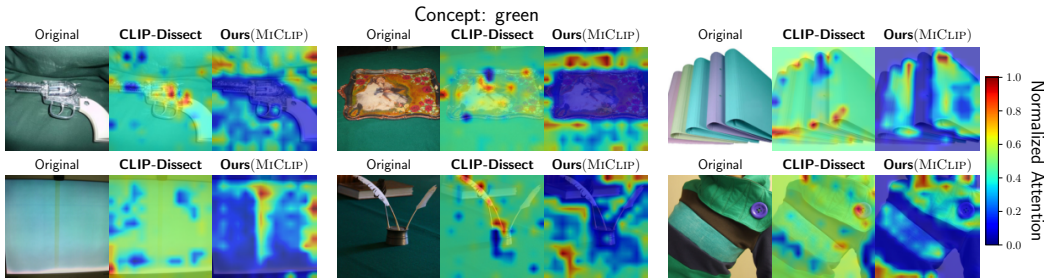 Concept: green
Original CLIP-Dissect Ours(MICLIP) Original CLIP-Dissect Ours(MICLIP) Original CLIP-Dissect Ours(MICLIP)
1.0
0.8
0.6
0.4
0.2
0.0
Normalized Attention
Original CLIP-Dissect Ours(MICLIP) Original CLIP-Dissect Ours(MICLIP) Original CLIP-Dissect Ours(MICLIP)